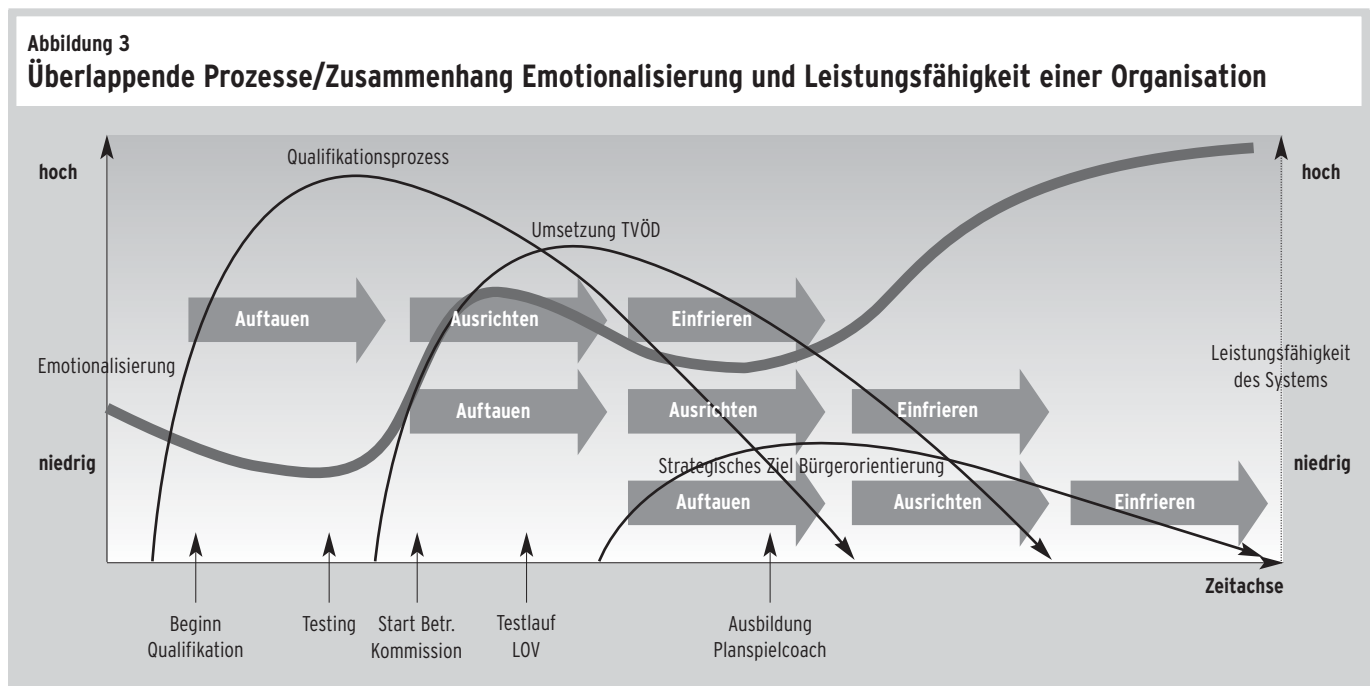 Abbildung 3
Überlappende Prozesse/Zusammenhang Emotionalisierung und Leistungsfähigkeit einer Organisation
hoch
hoch
Qualifikationsprozess
Umsetzung TVÖD
Auftauen
Ausrichten
Einfrieren
Emotionalisierung
Leistungsfähigkeit
des Systems
Auftauen
Ausrichten
Einfrieren
niedrig
niedrig
Strategisches Ziel Bürgerorientierung
Auftauen
Ausrichten
Einfrieren
Zeitachse
Beginn
Qualifikation
Testing
Start Betr.
Kommission
Testlauf
LOV
Ausbildung
Planspielcoach